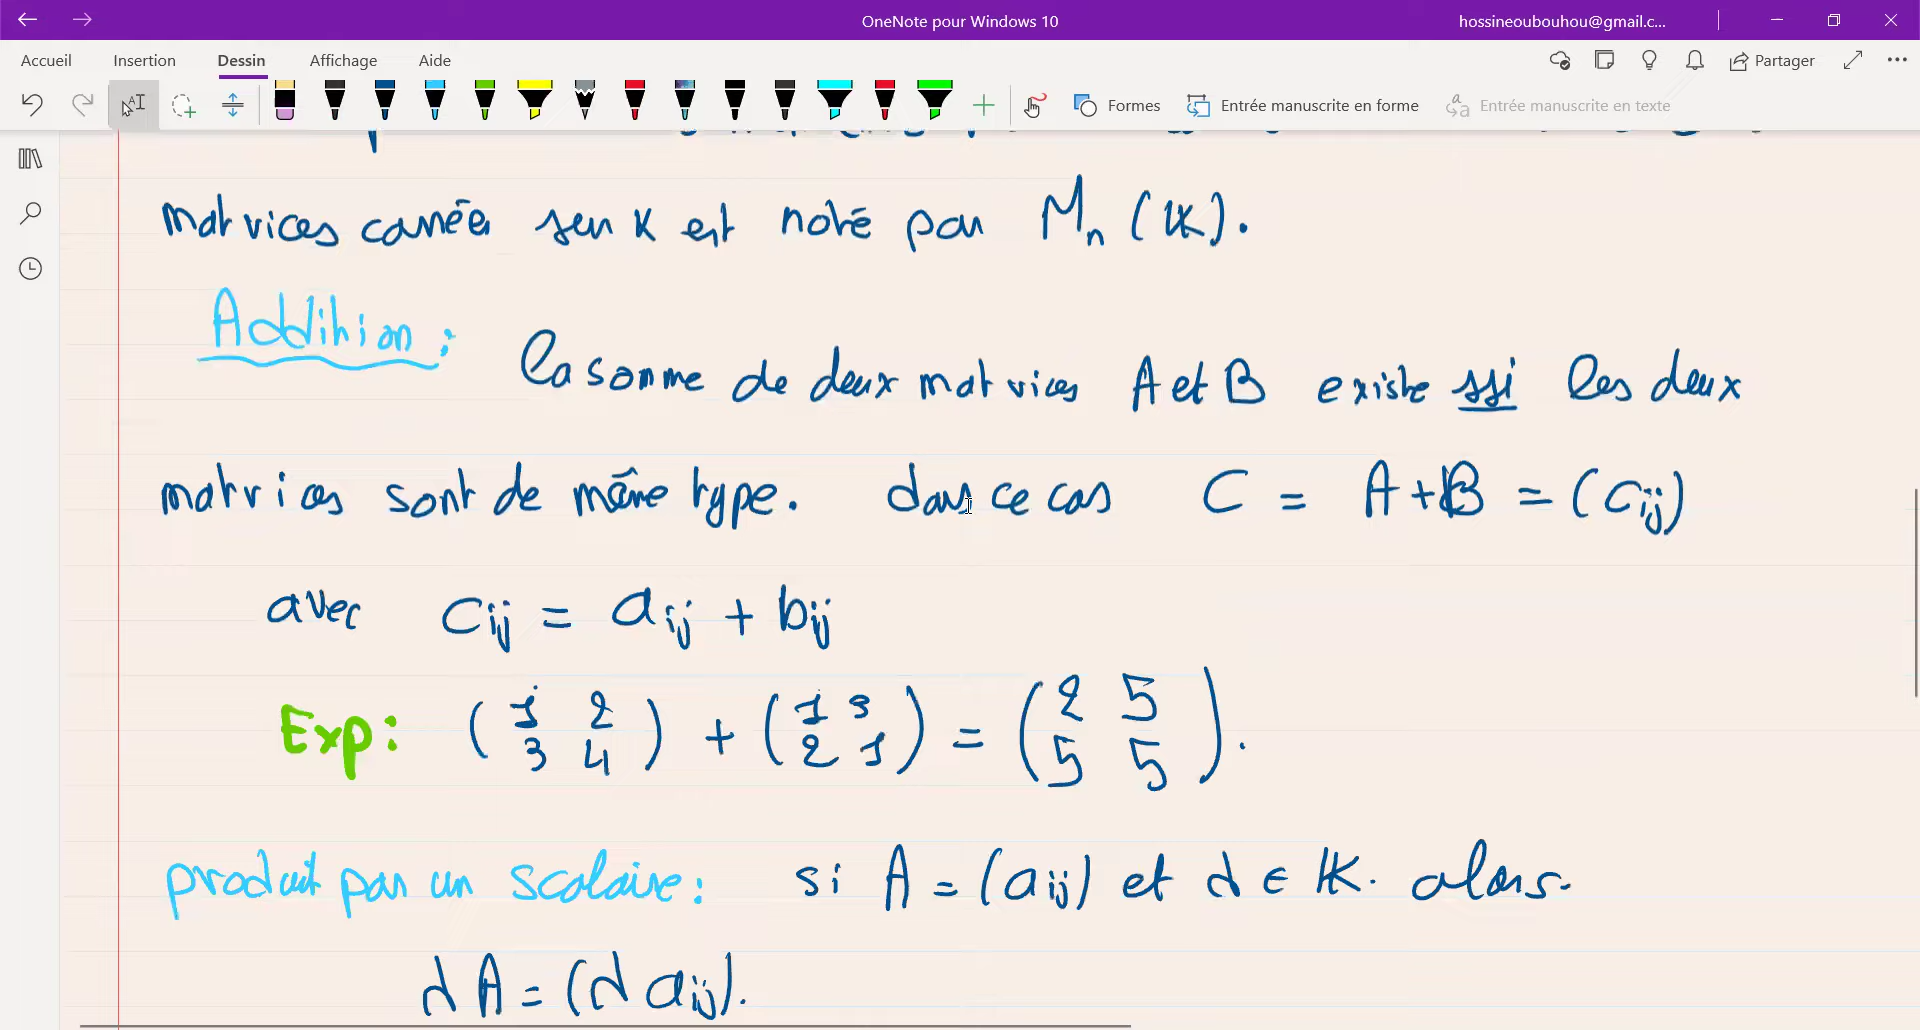 OneNote pour Windows 10
hossineoubouhou@gmail.c...
Accueil Insertion Dessin Affichage Aide
Partager
Formes Entrée manuscrite en forme Entrée manuscrite en texte
matrices carrées sur K est noté par Mₙ (𝕂).
Addition :
la somme de deux matrices A et B existe ssi les deux
matrices sont de même type. dans ce cas C = A+B = (Cij)
avec Cij = aij + bij
Exp: (1 2 / 3 4) + (1 3 / 2 1) = (2 5 / 5 5).
produit par un scalaire : si A = (aij) et α ∈ 𝕂. alors.
α A = (α aij).